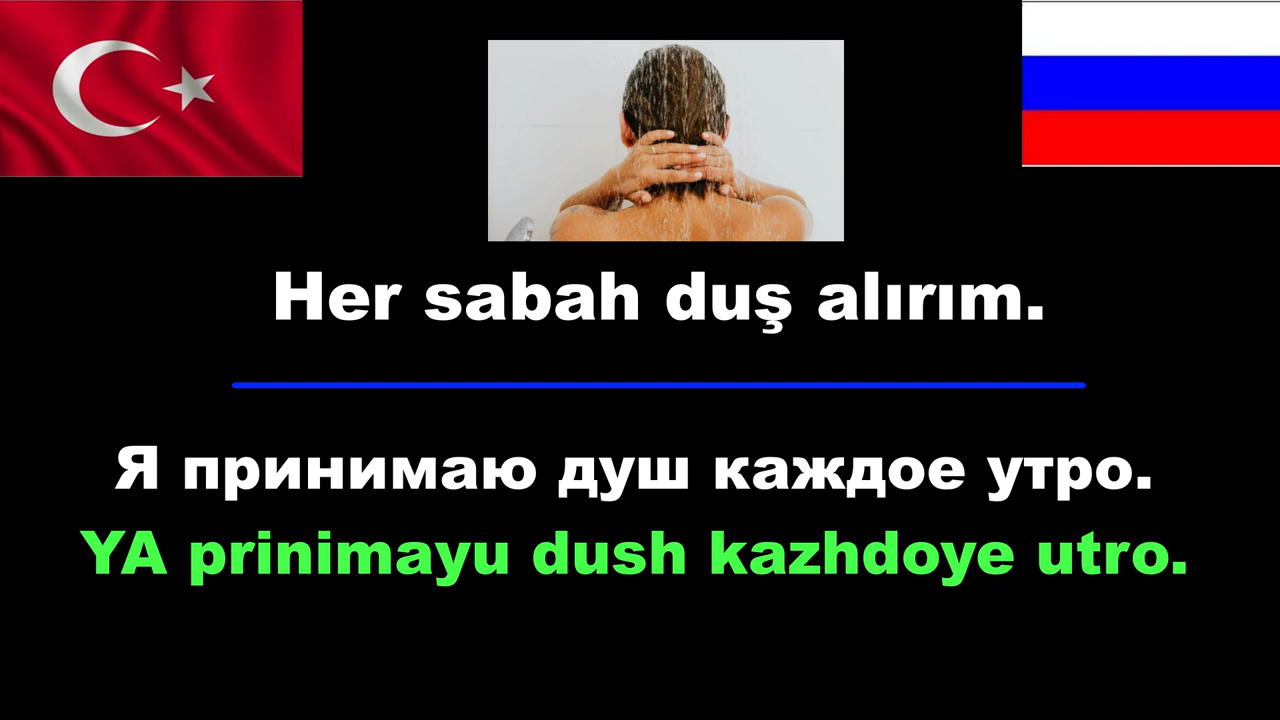 Her sabah duş alırım.
Я принимаю душ каждое утро.
YA prinimayu dush kazhdoye utro.